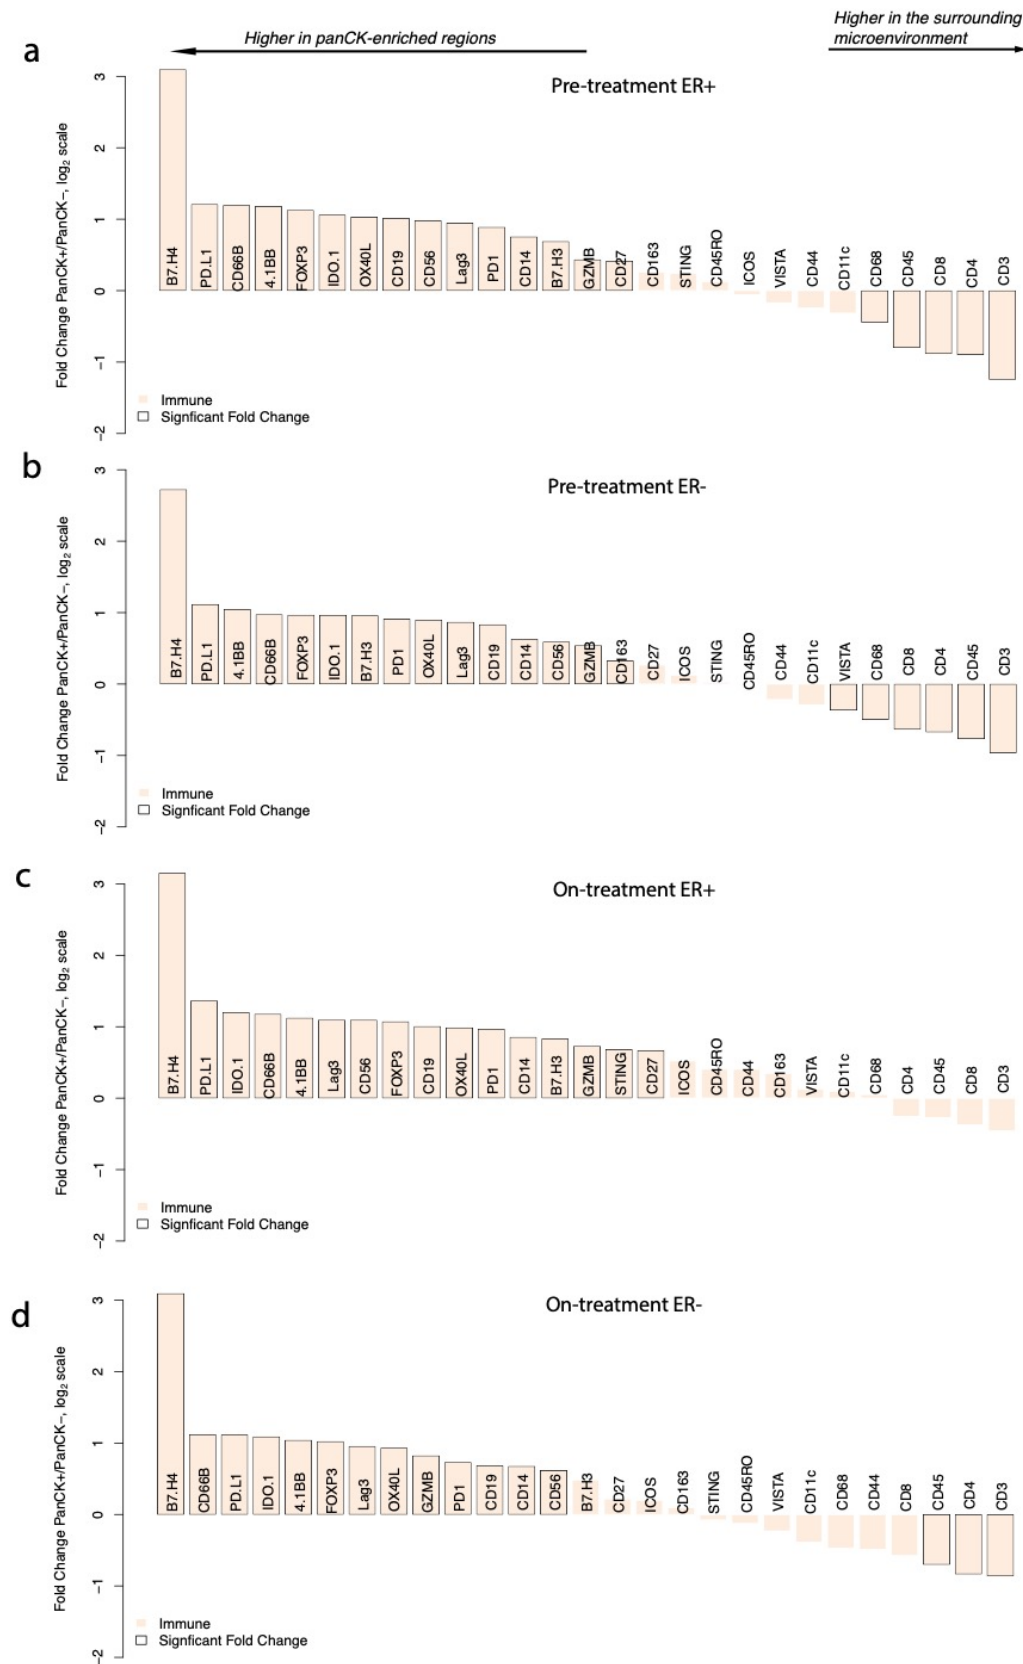 Higher in panCK-enriched regions
Higher in the surrounding
microenvironment
a
Pre-treatment ER+
Fold Change PanCK+/PanCK−, log2 scale
3
2
1
0
−1
−2
B7.H4
PD.L1
CD66B
4.1BB
FOXP3
IDO.1
OX40L
CD19
CD56
Lag3
PD1
CD14
B7.H3
GZMB
CD27
CD163
STING
CD45RO
ICOS
VISTA
CD44
CD11c
CD68
CD45
CD8
CD4
CD3
Immune
Signficant Fold Change
b
Pre-treatment ER-
Fold Change PanCK+/PanCK−, log2 scale
3
2
1
0
−1
−2
B7.H4
PD.L1
4.1BB
CD66B
FOXP3
IDO.1
B7.H3
PD1
OX40L
Lag3
CD19
CD14
CD56
GZMB
CD163
CD27
ICOS
STING
CD45RO
CD44
CD11c
VISTA
CD68
CD8
CD4
CD45
CD3
Immune
Signficant Fold Change
c
On-treatment ER+
Fold Change PanCK+/PanCK−, log2 scale
3
2
1
0
−1
−2
B7.H4
PD.L1
IDO.1
CD66B
4.1BB
Lag3
CD56
FOXP3
CD19
OX40L
PD1
CD14
B7.H3
GZMB
STING
CD27
ICOS
CD45RO
CD44
CD163
VISTA
CD11c
CD68
CD4
CD45
CD8
CD3
Immune
Signficant Fold Change
d
On-treatment ER-
Fold Change PanCK+/PanCK−, log2 scale
3
2
1
0
−1
−2
B7.H4
CD66B
PD.L1
IDO.1
4.1BB
FOXP3
Lag3
OX40L
GZMB
PD1
CD19
CD14
CD56
B7.H3
CD27
ICOS
CD163
STING
CD45RO
VISTA
CD11c
CD68
CD44
CD8
CD45
CD4
CD3
Immune
Signficant Fold Change